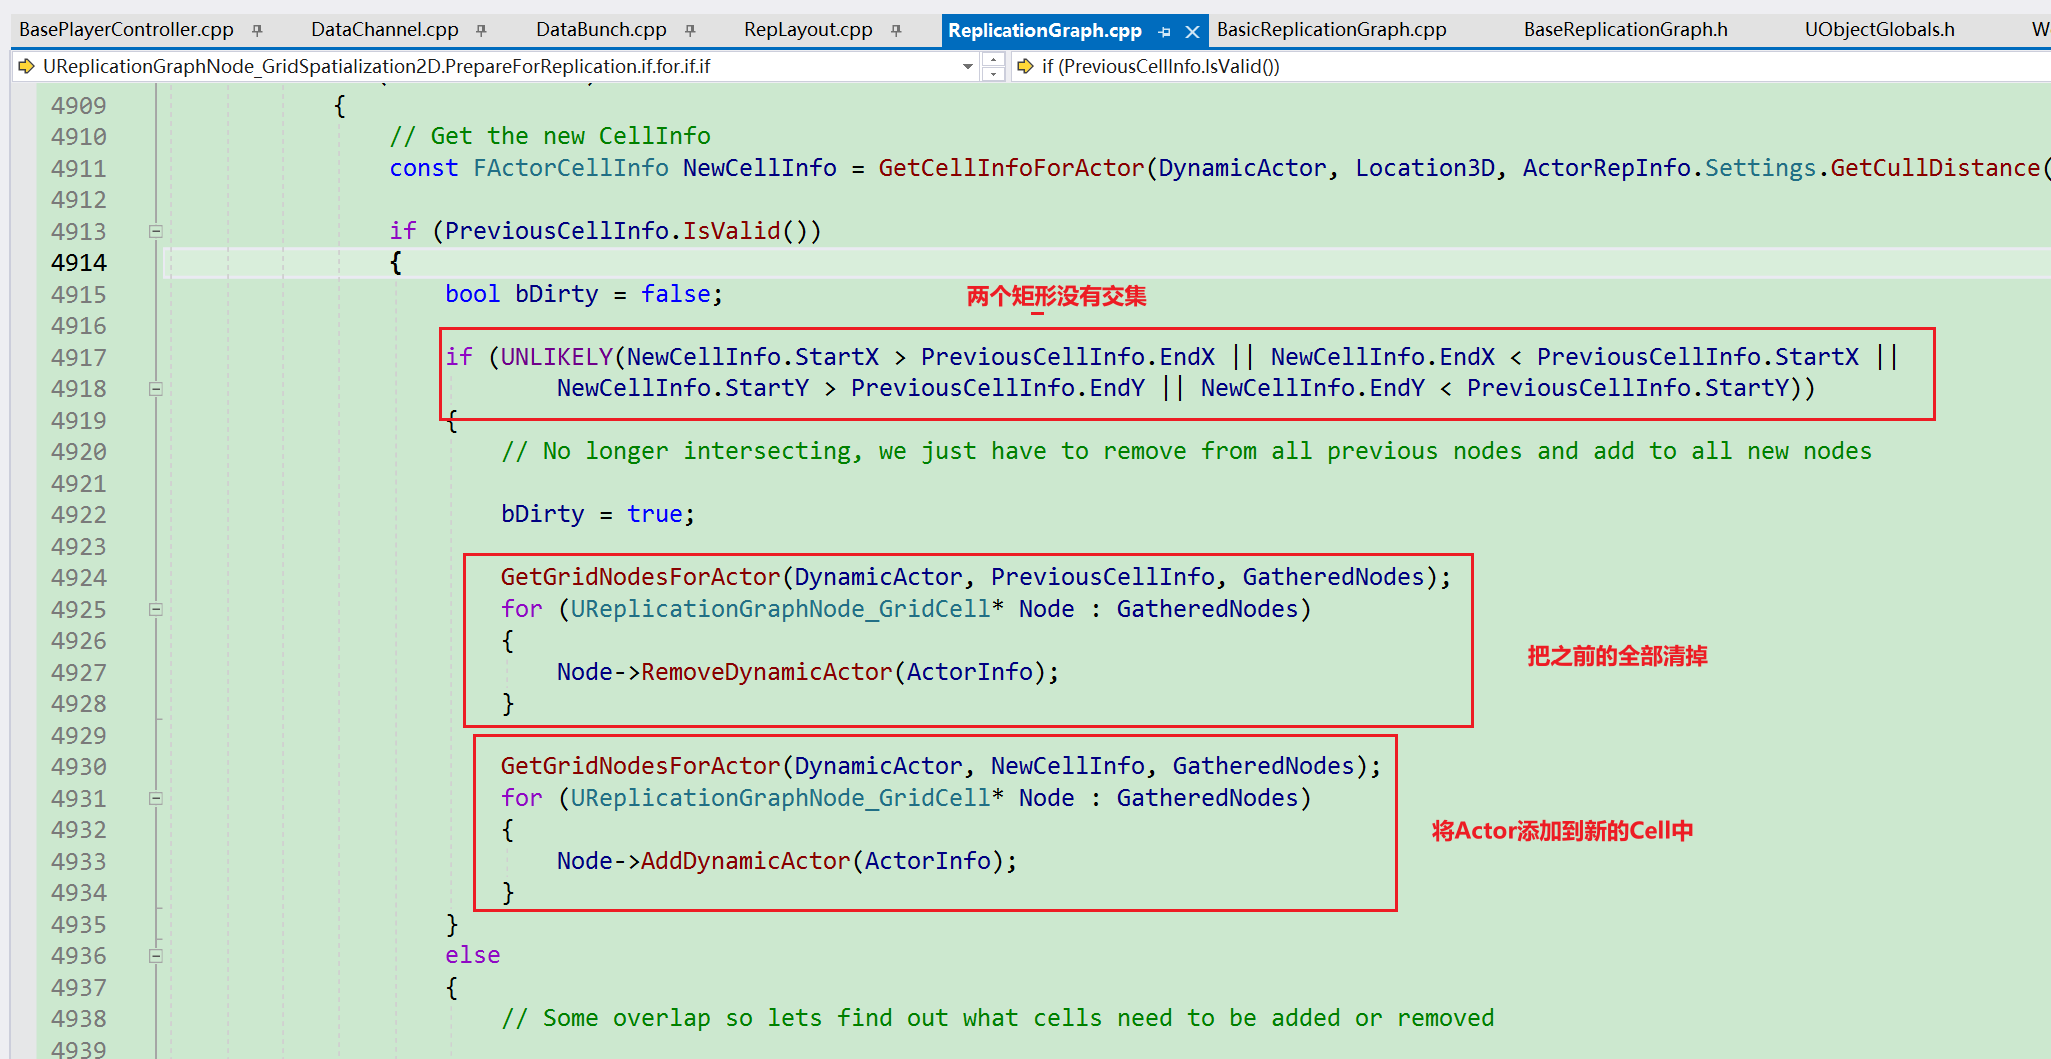 BasePlayerController.cpp DataChannel.cpp DataBunch.cpp RepLayout.cpp ReplicationGraph.cpp BasicReplicationGraph.cpp BaseReplicationGraph.h UObjectGlobals.h
UReplicationGraphNode_GridSpatialization2D.PrepareForReplication.if.for.if.if if (PreviousCellInfo.IsValid())
4909 {
4910 // Get the new CellInfo
4911 const FActorCellInfo NewCellInfo = GetCellInfoForActor(DynamicActor, Location3D, ActorRepInfo.Settings.GetCullDistance(
4912
4913 if (PreviousCellInfo.IsValid())
4914 {
4915 bool bDirty = false; 两个矩形没有交集
4916
4917 if (UNLIKELY(NewCellInfo.StartX > PreviousCellInfo.EndX || NewCellInfo.EndX < PreviousCellInfo.StartX ||
4918 NewCellInfo.StartY > PreviousCellInfo.EndY || NewCellInfo.EndY < PreviousCellInfo.StartY))
4919 {
4920 // No longer intersecting, we just have to remove from all previous nodes and add to all new nodes
4921
4922 bDirty = true;
4923
4924 GetGridNodesForActor(DynamicActor, PreviousCellInfo, GatheredNodes);
4925 for (UReplicationGraphNode_GridCell* Node : GatheredNodes)
4926 {
把之前的全部清掉
4927 Node->RemoveDynamicActor(ActorInfo);
4928 }
4929
4930 GetGridNodesForActor(DynamicActor, NewCellInfo, GatheredNodes);
4931 for (UReplicationGraphNode_GridCell* Node : GatheredNodes)
4932 { 将Actor添加到新的Cell中
4933 Node->AddDynamicActor(ActorInfo);
4934 }
4935 }
4936 else
4937 {
4938 // Some overlap so lets find out what cells need to be added or removed
4939